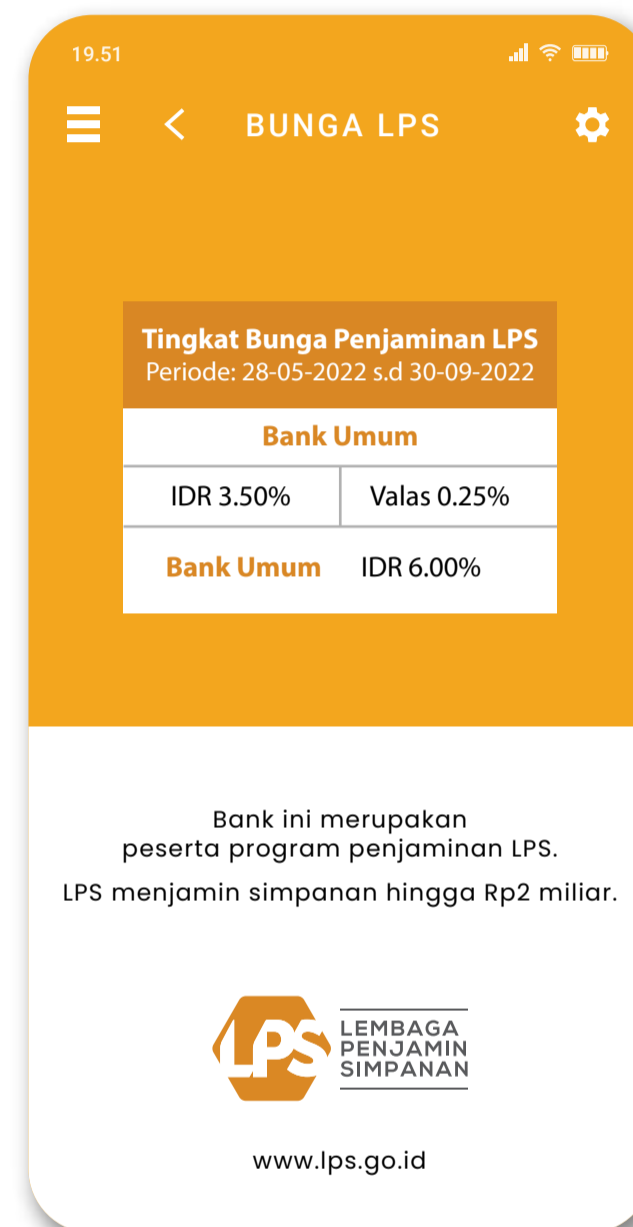 19.51
BUNGA LPS
Tingkat Bunga Penjaminan LPS
Periode: 28-05-2022 s.d 30-09-2022
Bank Umum
IDR 3.50% Valas 0.25%
Bank Umum IDR 6.00%
Bank ini merupakan
peserta program penjaminan LPS.
LPS menjamin simpanan hingga Rp2 miliar.
LPS
LEMBAGA
PENJAMIN
SIMPANAN
www.lps.go.id